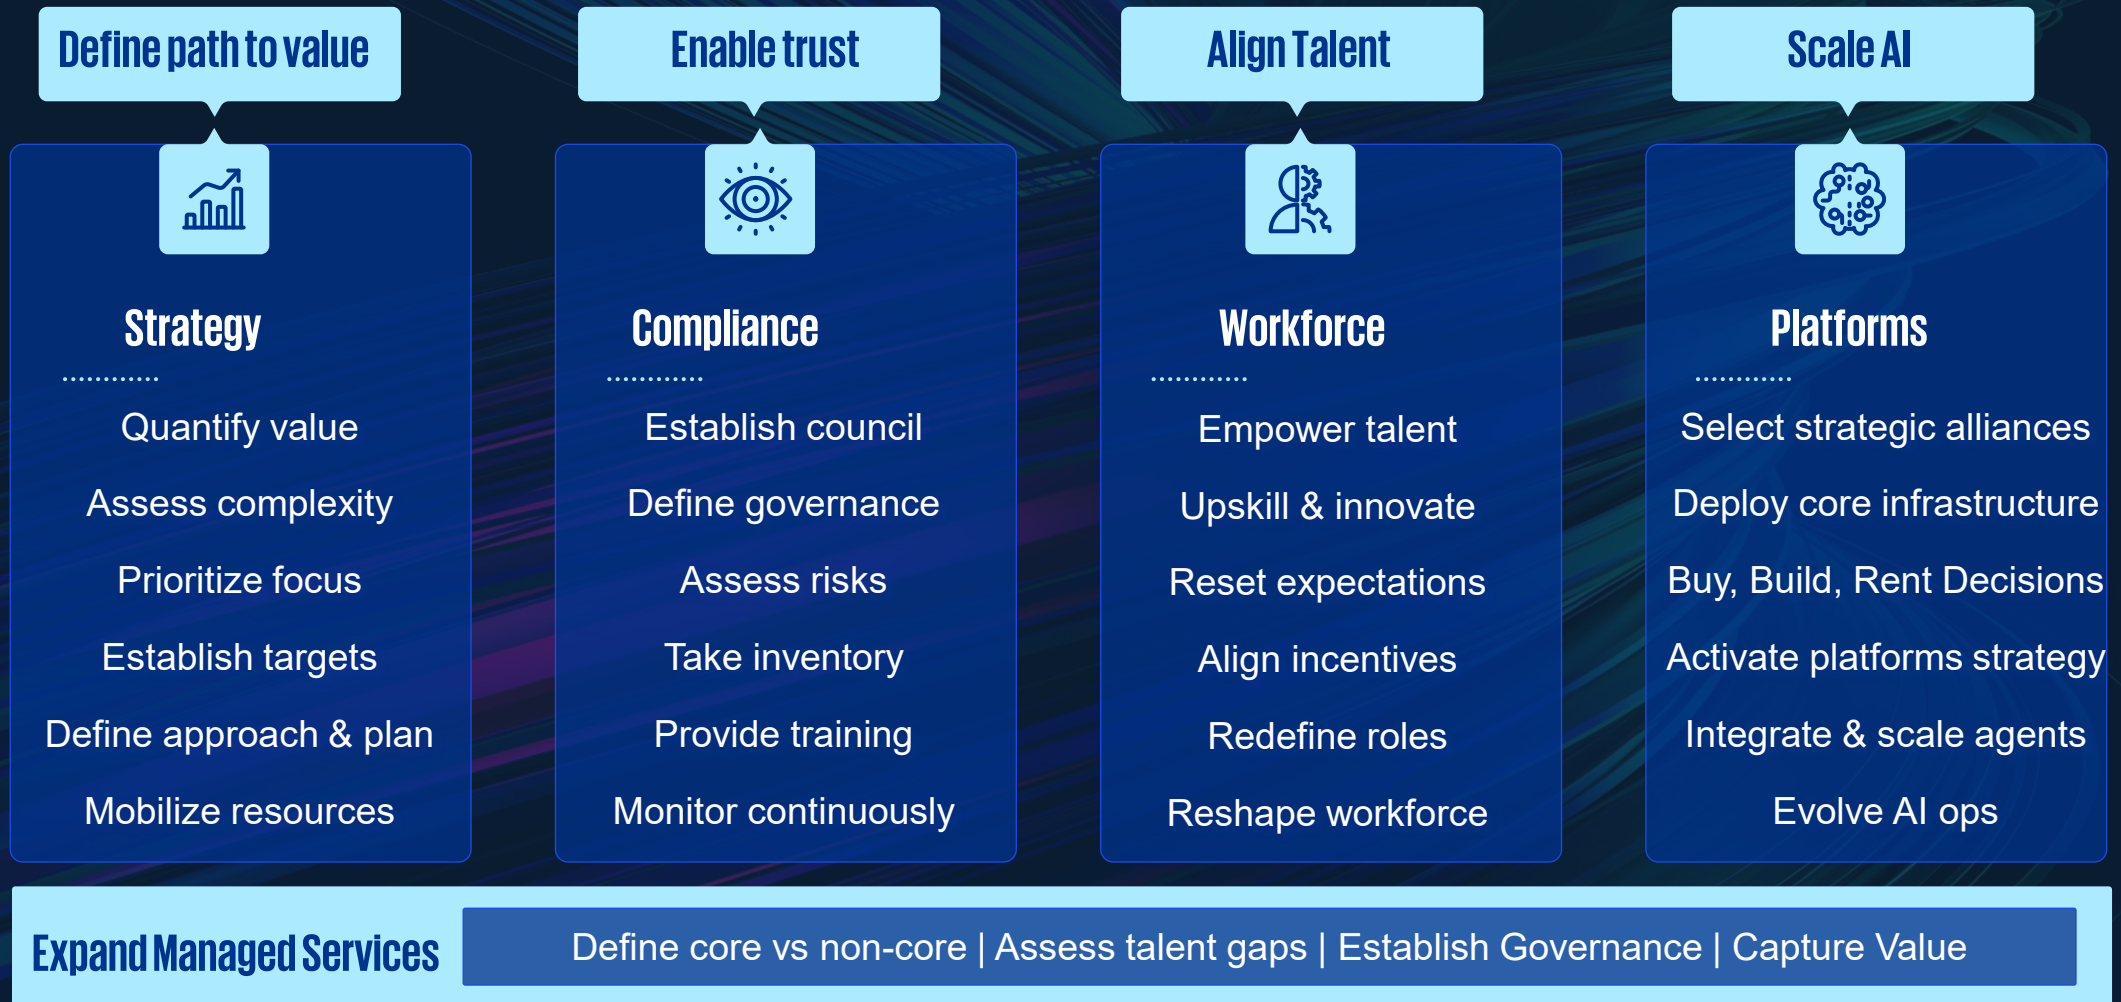 Define path to value
Strategy
Quantify value
Assess complexity
Prioritize focus
Establish targets
Define approach & plan
Mobilize resources
Enable trust
Compliance
Establish council
Define governance
Assess risks
Take inventory
Provide training
Monitor continuously
Align Talent
Workforce
Empower talent
Upskill & innovate
Reset expectations
Align incentives
Redefine roles
Reshape workforce
Scale AI
Platforms
Select strategic alliances
Deploy core infrastructure
Buy, Build, Rent Decisions
Activate platforms strategy
Integrate & scale agents
Evolve AI ops
Expand Managed Services
Define core vs non-core | Assess talent gaps | Establish Governance | Capture Value